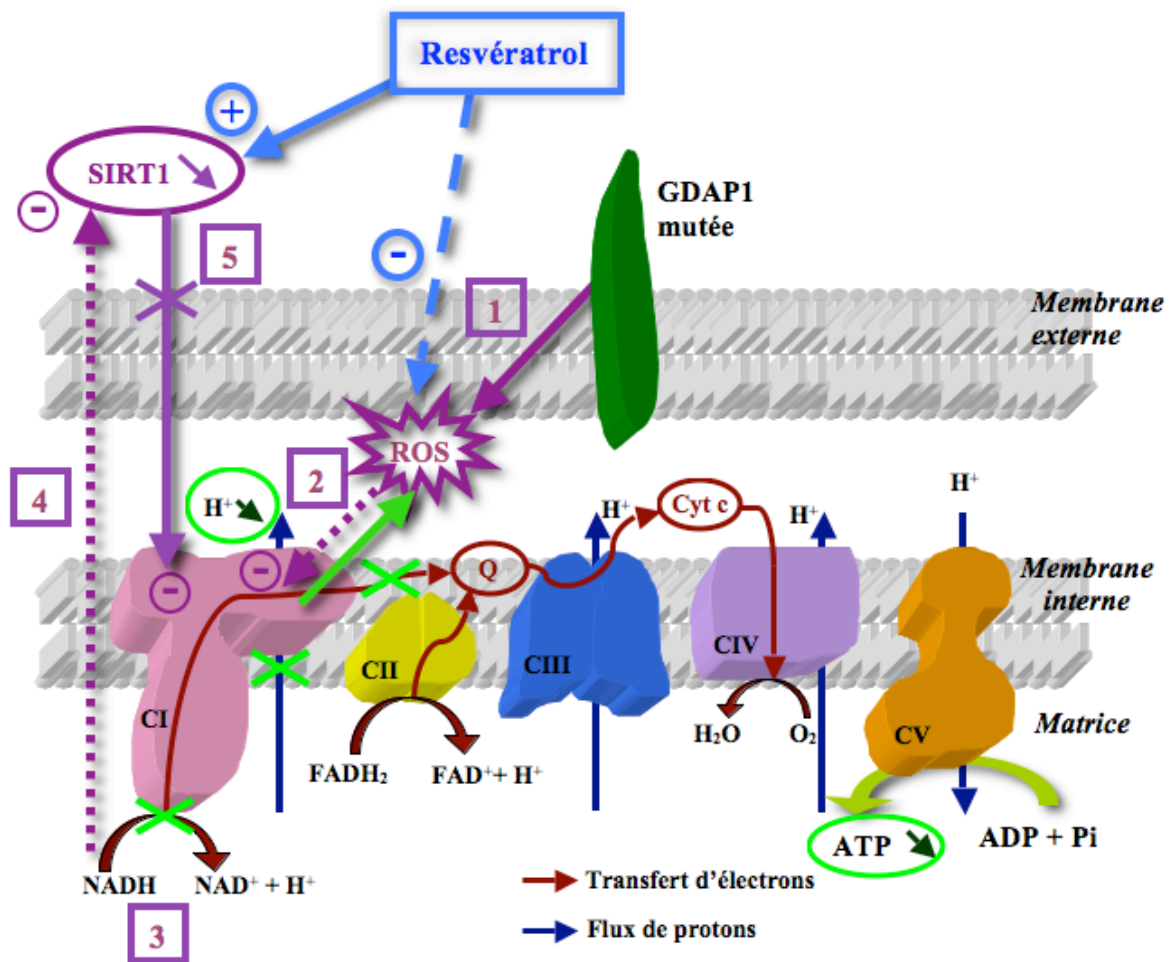 Resvératrol
+
SIRT1
-
GDAP1
mutée
5
-
1
Membrane
externe
ROS
2
4
H⁺
H⁺
Cyt c
H⁺
H⁺
-
-
Q
Membrane
interne
CI
CII
CIII
CIV
CV
Matrice
H₂O
O₂
FADH₂
FAD⁺+ H⁺
ATP
ADP + Pi
NADH
NAD⁺ + H⁺
3
Transfert d’électrons
Flux de protons